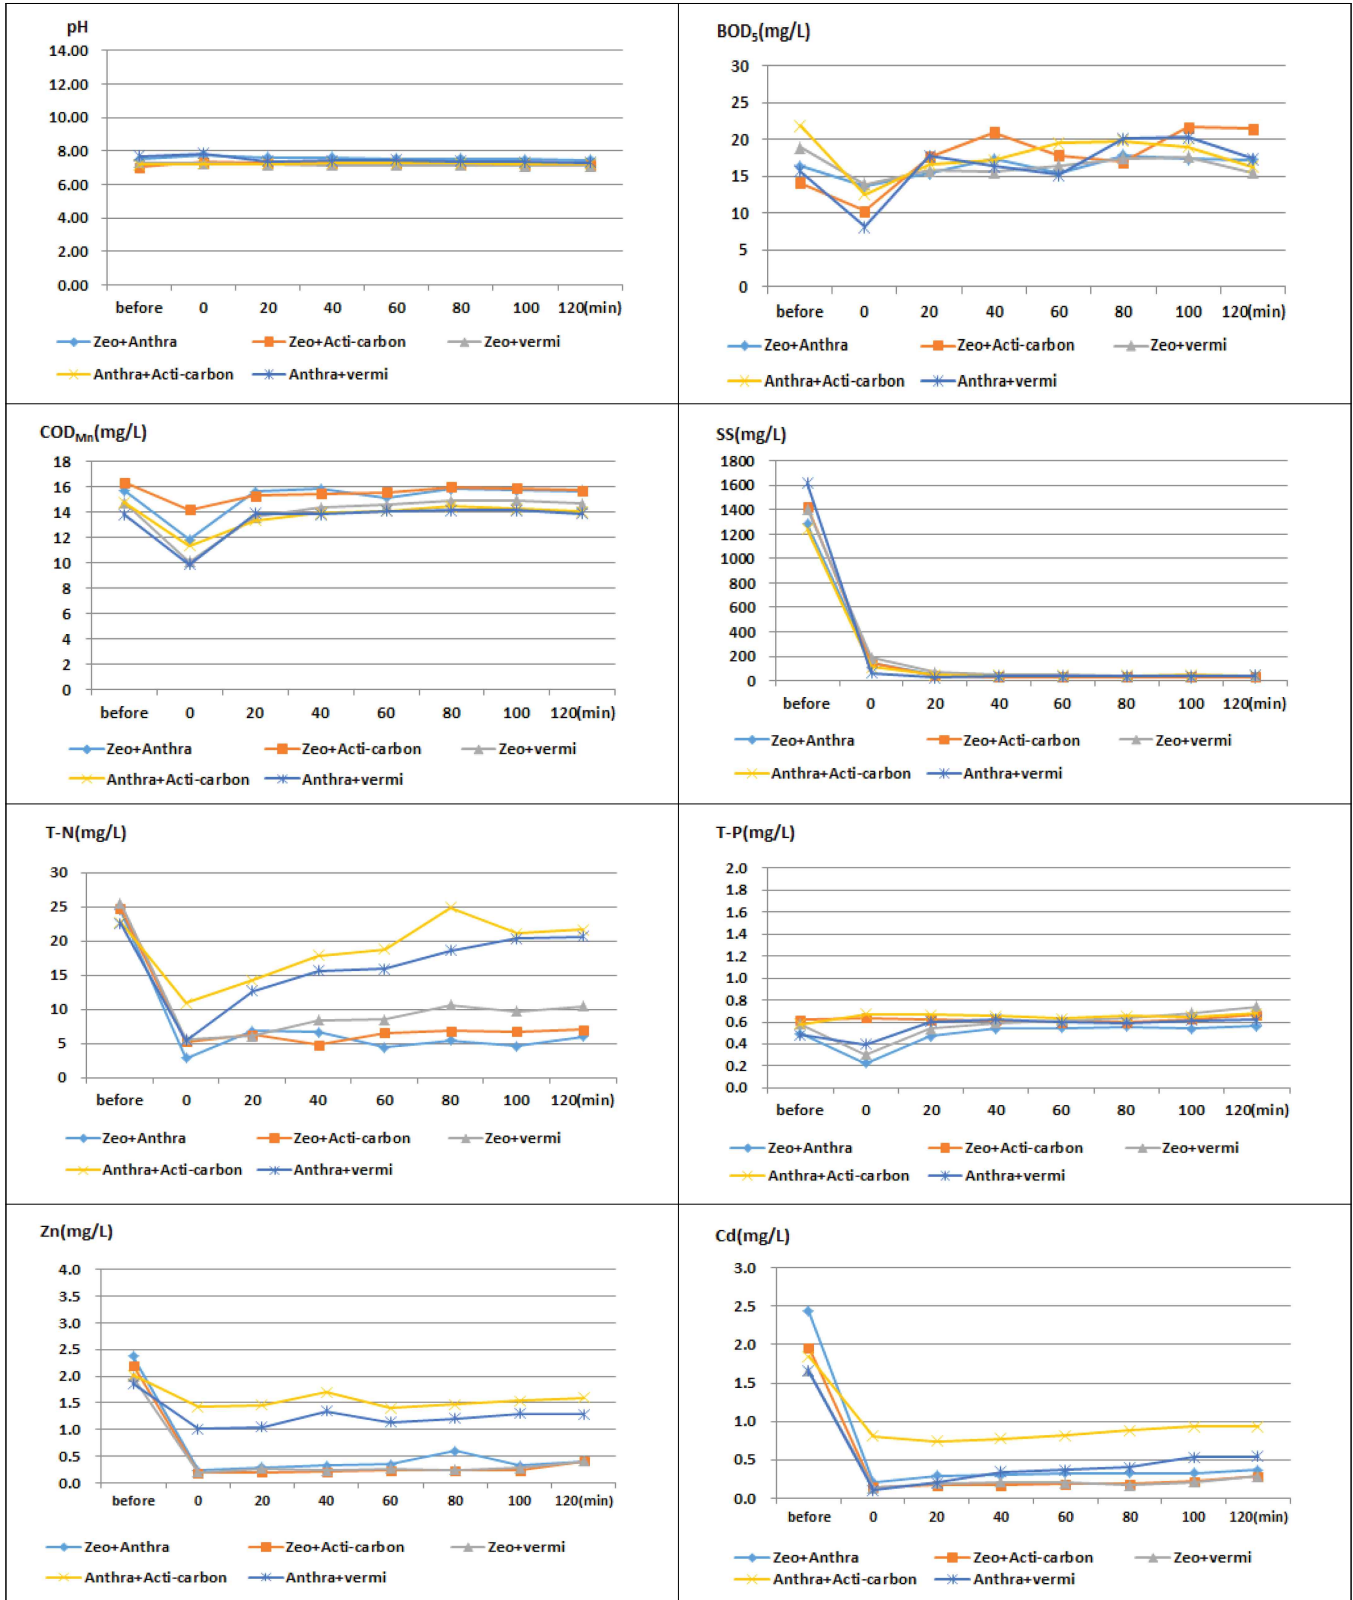 pH
14.00
12.00
10.00
8.00
6.00
4.00
2.00
0.00
before 0 20 40 60 80 100 120(min)
Zeo+Anthra Zeo+Acti-carbon Zeo+vermi
Anthra+Acti-carbon Anthra+vermi
BOD5(mg/L)
30
25
20
15
10
5
0
before 0 20 40 60 80 100 120(min)
Zeo+Anthra Zeo+Acti-carbon Zeo+vermi
Anthra+Acti-carbon Anthra+vermi
CODMn(mg/L)
18
16
14
12
10
8
6
4
2
0
before 0 20 40 60 80 100 120(min)
Zeo+Anthra Zeo+Acti-carbon Zeo+vermi
Anthra+Acti-carbon Anthra+vermi
SS(mg/L)
1800
1600
1400
1200
1000
800
600
400
200
0
before 0 20 40 60 80 100 120(min)
Zeo+Anthra Zeo+Acti-carbon Zeo+vermi
Anthra+Acti-carbon Anthra+vermi
T-N(mg/L)
30
25
20
15
10
5
0
before 0 20 40 60 80 100 120(min)
Zeo+Anthra Zeo+Acti-carbon Zeo+vermi
Anthra+Acti-carbon Anthra+vermi
T-P(mg/L)
2.0
1.8
1.6
1.4
1.2
1.0
0.8
0.6
0.4
0.2
0.0
before 0 20 40 60 80 100 120(min)
Zeo+Anthra Zeo+Acti-carbon Zeo+vermi
Anthra+Acti-carbon Anthra+vermi
Zn(mg/L)
4.0
3.5
3.0
2.5
2.0
1.5
1.0
0.5
0.0
before 0 20 40 60 80 100 120(min)
Zeo+Anthra Zeo+Acti-carbon Zeo+vermi
Anthra+Acti-carbon Anthra+vermi
Cd(mg/L)
3.0
2.5
2.0
1.5
1.0
0.5
0.0
before 0 20 40 60 80 100 120(min)
Zeo+Anthra Zeo+Acti-carbon Zeo+vermi
Anthra+Acti-carbon Anthra+vermi